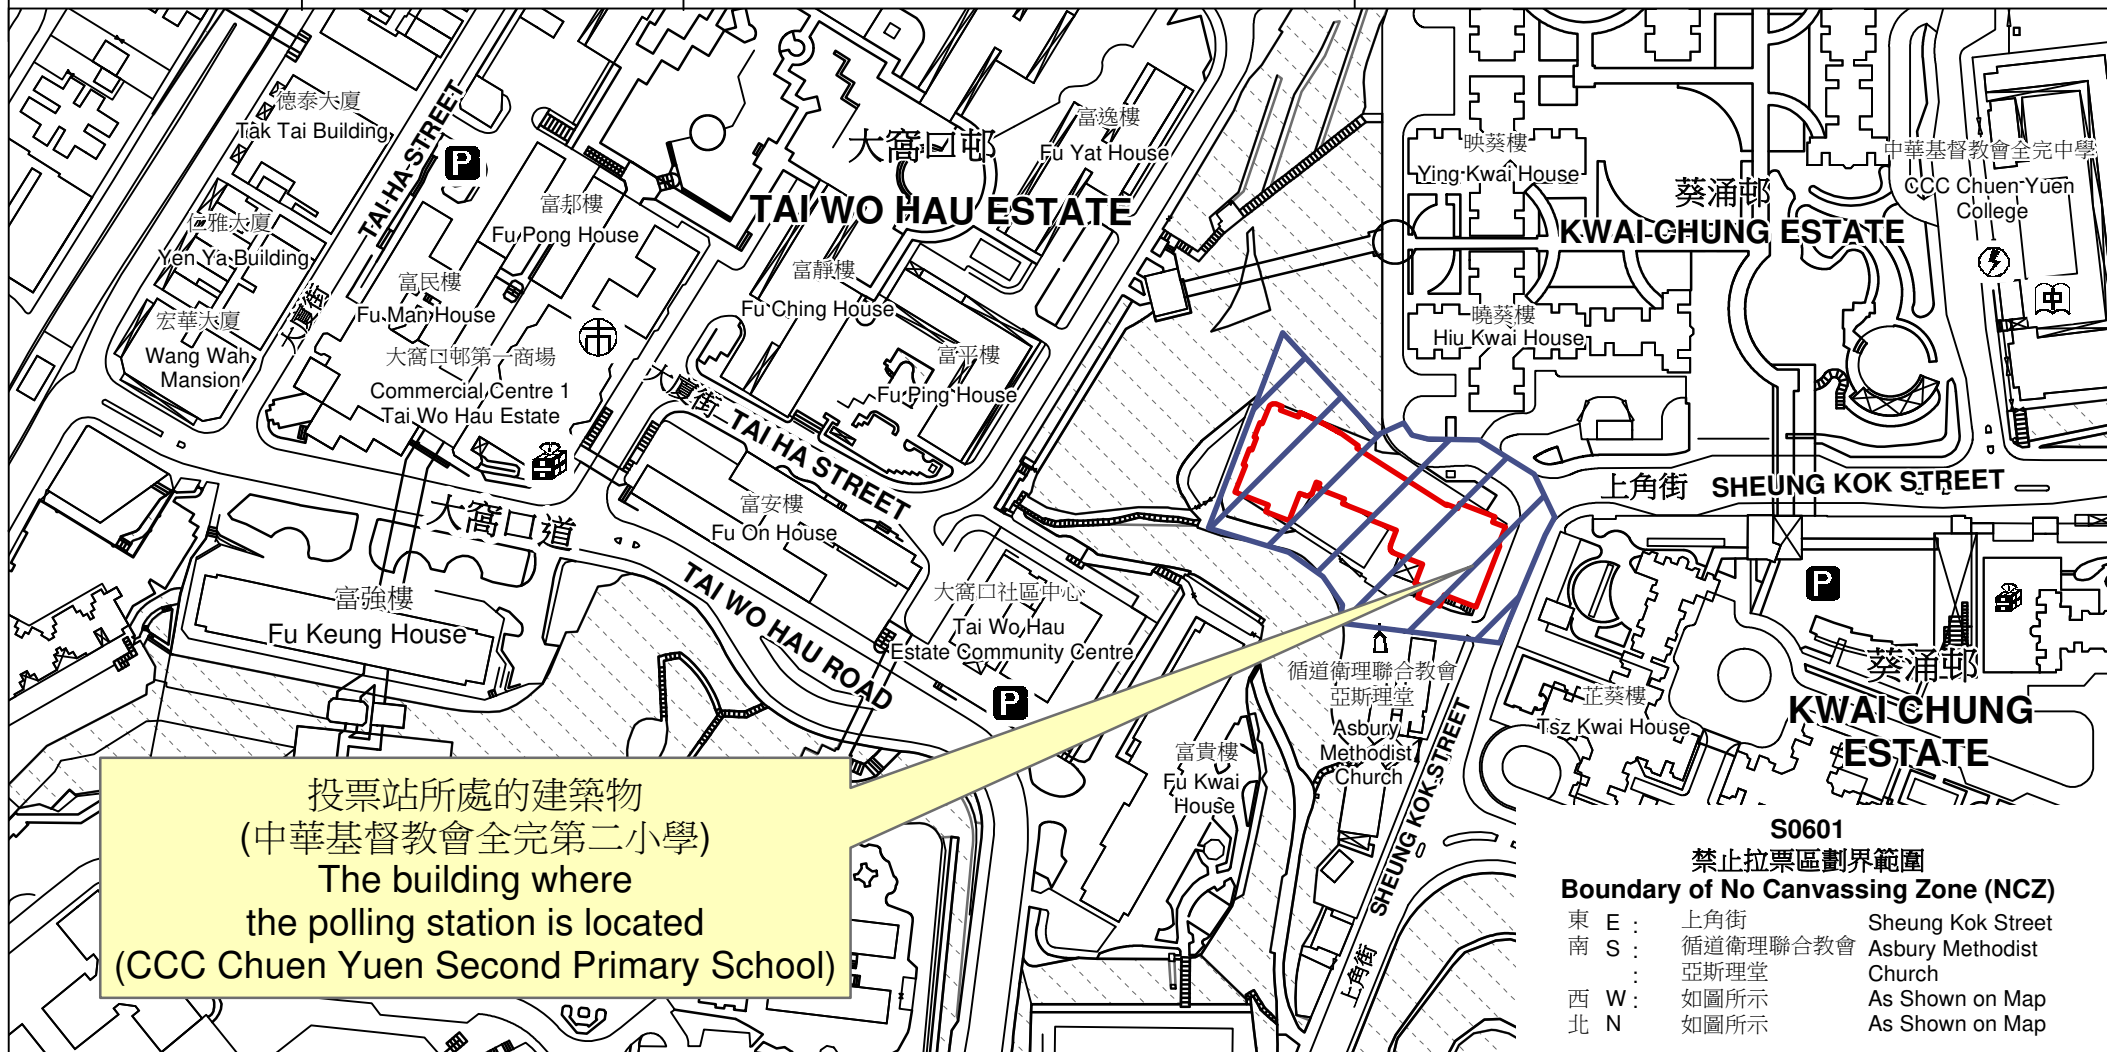 德泰大廈
Tak Tai Building
TAI HA STREET
P
仁雅大廈
Yen Ya Building
宏華大廈
Wang Wah
Mansion
大廈街
富邦樓
Fu Pong House
富民樓
Fu Man House
大窩口邨第一商場
Commercial Centre 1
Tai Wo Hau Estate
市
大窩口邨
TAI WO HAU ESTATE
富逸樓
Fu Yat House
富靜樓
Fu Ching House
富平樓
Fu Ping House
大廈街 TAI HA STREET
映葵樓
Ying Kwai House
葵涌邨
KWAI CHUNG ESTATE
曉葵樓
Hiu Kwai House
中華基督教會全完中學
CCC Chuen Yuen
College
中
上角街 SHEUNG KOK STREET
大窩口道
富安樓
Fu On House
富強樓
Fu Keung House
TAI WO HAU ROAD
大窩口社區中心
Tai Wo Hau
Estate Community Centre
P
P
循道衞理聯合教會
亞斯理堂
Asbury
Methodist
Church
富貴樓
Fu Kwai
House
SHEUNG KOK STREET
上角街
芷葵樓
Tsz Kwai House
葵涌邨
KWAI CHUNG
ESTATE
投票站所處的建築物
(中華基督教會全完第二小學)
The building where
the polling station is located
(CCC Chuen Yuen Second Primary School)
S0601
禁止拉票區劃界範圍
Boundary of No Canvassing Zone (NCZ)
東 E : 上角街 Sheung Kok Street
南 S : 循道衞理聯合教會 Asbury Methodist
: 亞斯理堂 Church
西 W : 如圖所示 As Shown on Map
北 N 如圖所示 As Shown on Map